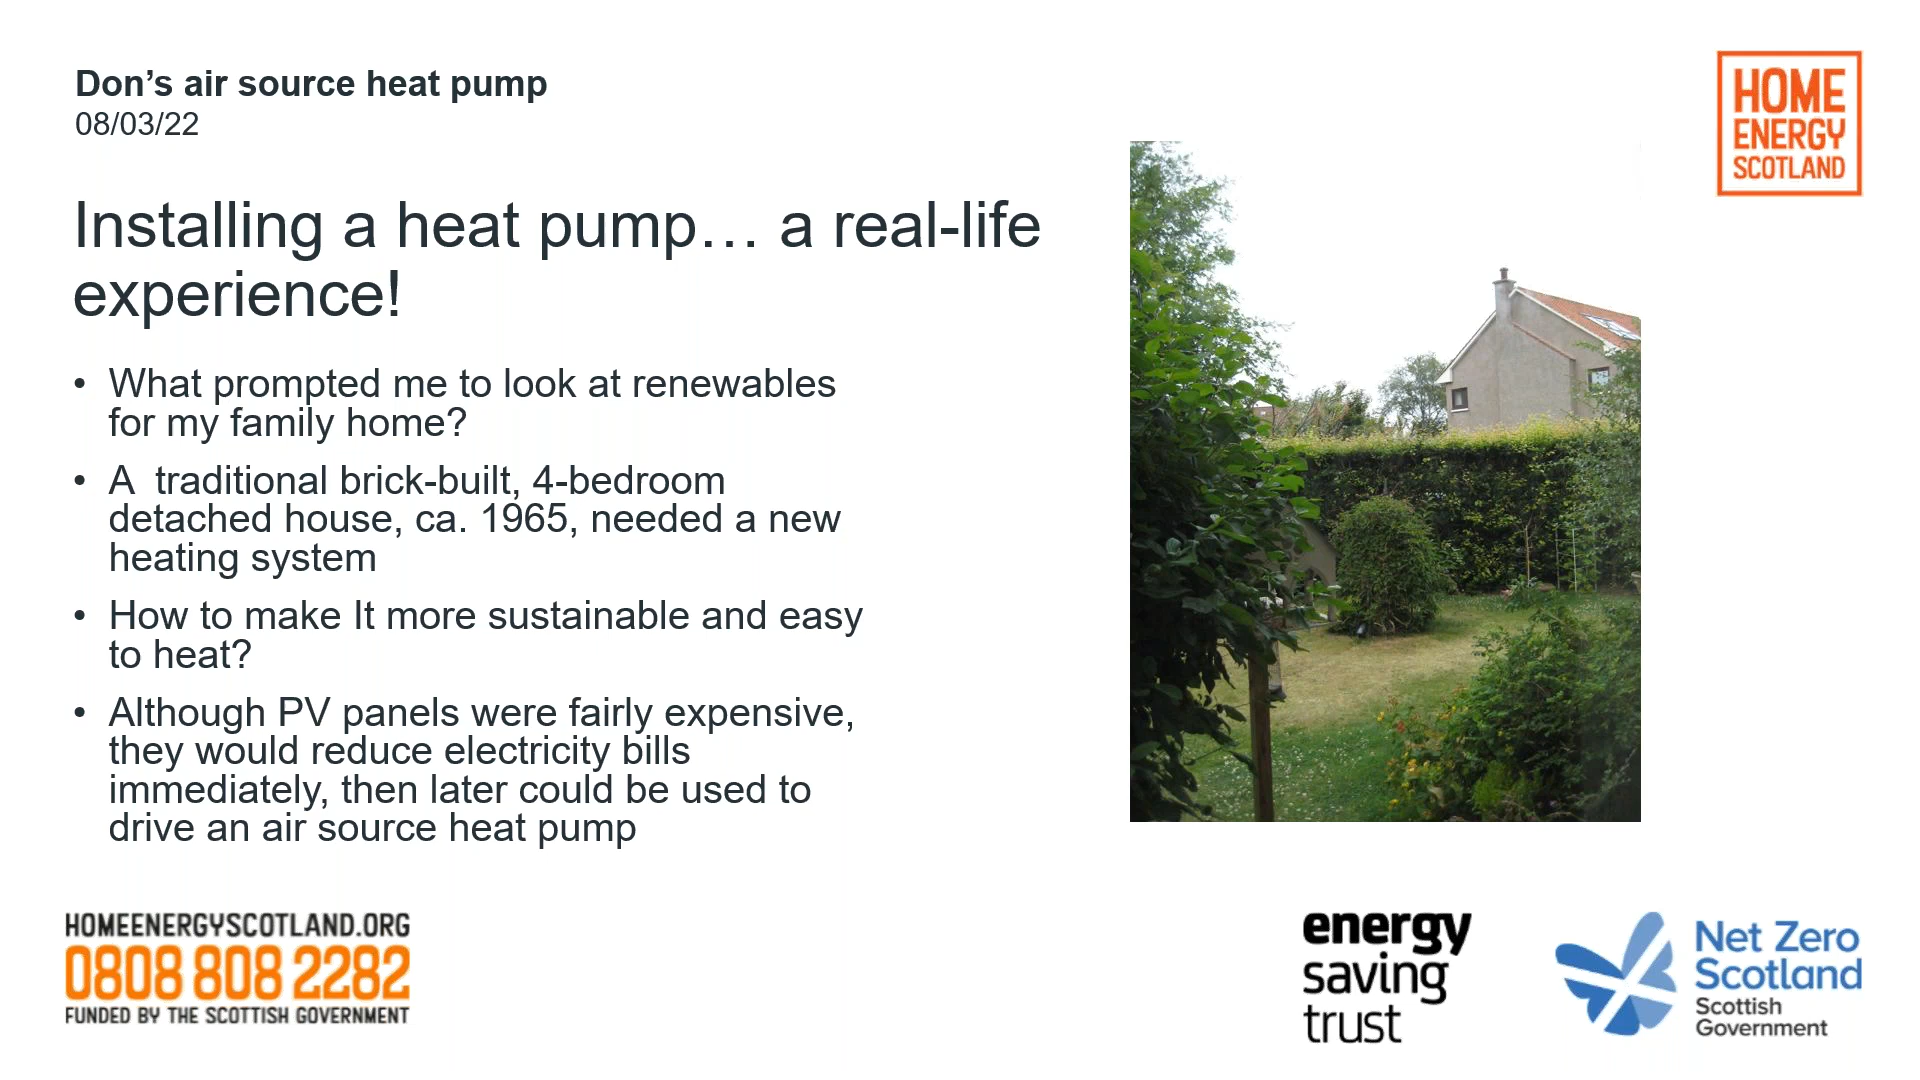 Don’s air source heat pump
08/03/22
HOME
ENERGY
SCOTLAND
Installing a heat pump… a real-life
experience!
• What prompted me to look at renewables
for my family home?
• A  traditional brick-built, 4-bedroom
detached house, ca. 1965, needed a new
heating system
• How to make It more sustainable and easy
to heat?
• Although PV panels were fairly expensive,
they would reduce electricity bills
immediately, then later could be used to
drive an air source heat pump
HOMEENERGYSCOTLAND.ORG
0808 808 2282
FUNDED BY THE SCOTTISH GOVERNMENT
energy
saving
trust
Net Zero
Scotland
Scottish
Government